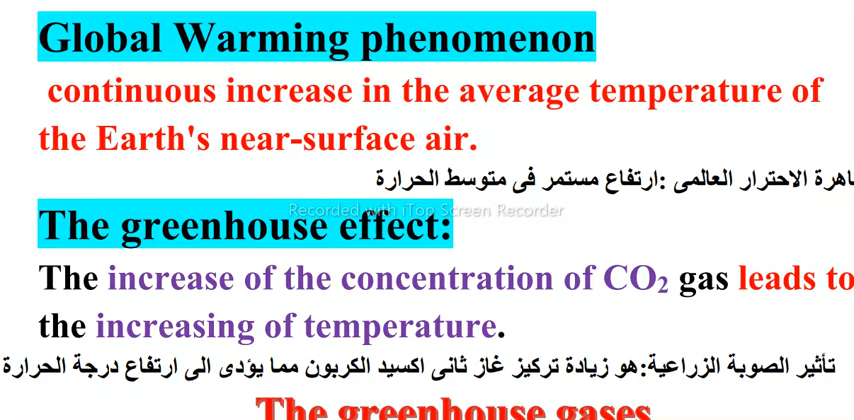 Global Warming phenomenon
continuous increase in the average temperature of
the Earth's near-surface air.
اهرة الاحترار العالمى :ارتفاع مستمر فى متوسط الحرارة
Recorded with iTop Screen Recorder
The greenhouse effect:
The increase of the concentration of CO₂ gas leads to
the increasing of temperature.
تأثير الصوبة الزراعية:هو زيادة تركيز غاز ثانى اكسيد الكربون مما يؤدى الى ارتفاع درجة الحرارة
The greenhouse gases